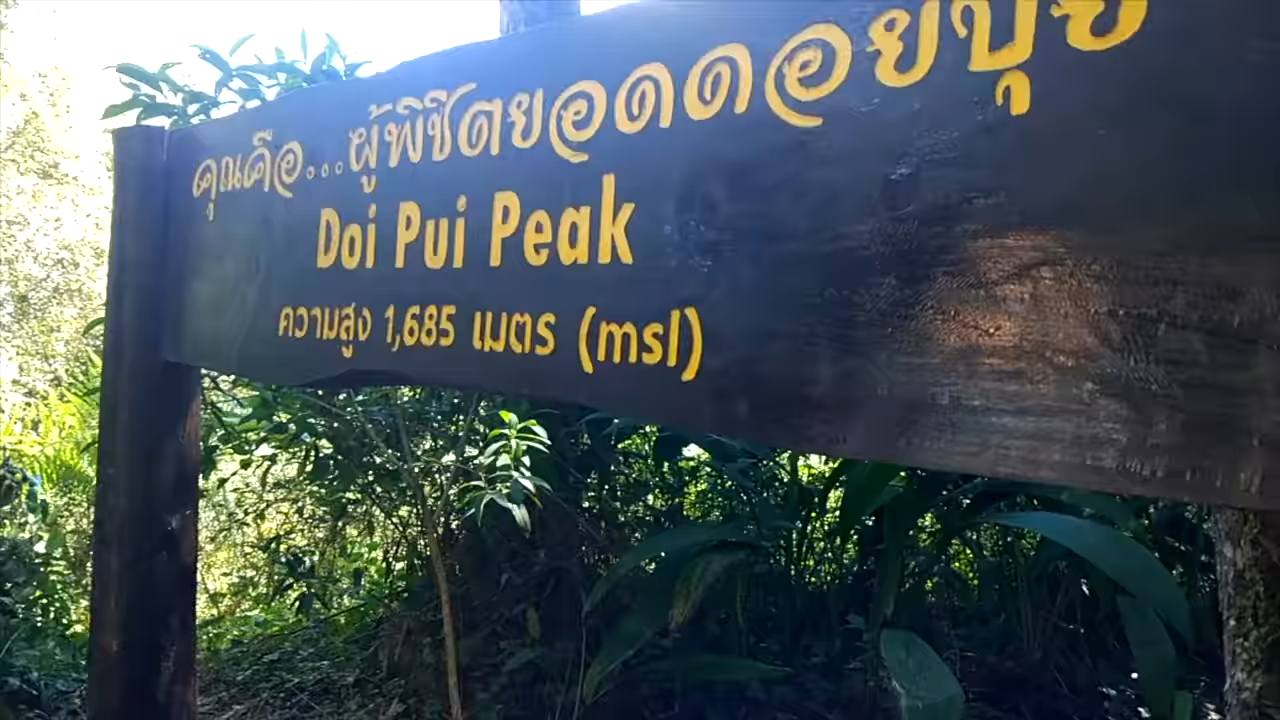 คุณคือ...ผู้พิชิตยอดดอยปุย
Doi Pui Peak
ความสูง 1,685 เมตร (msl)